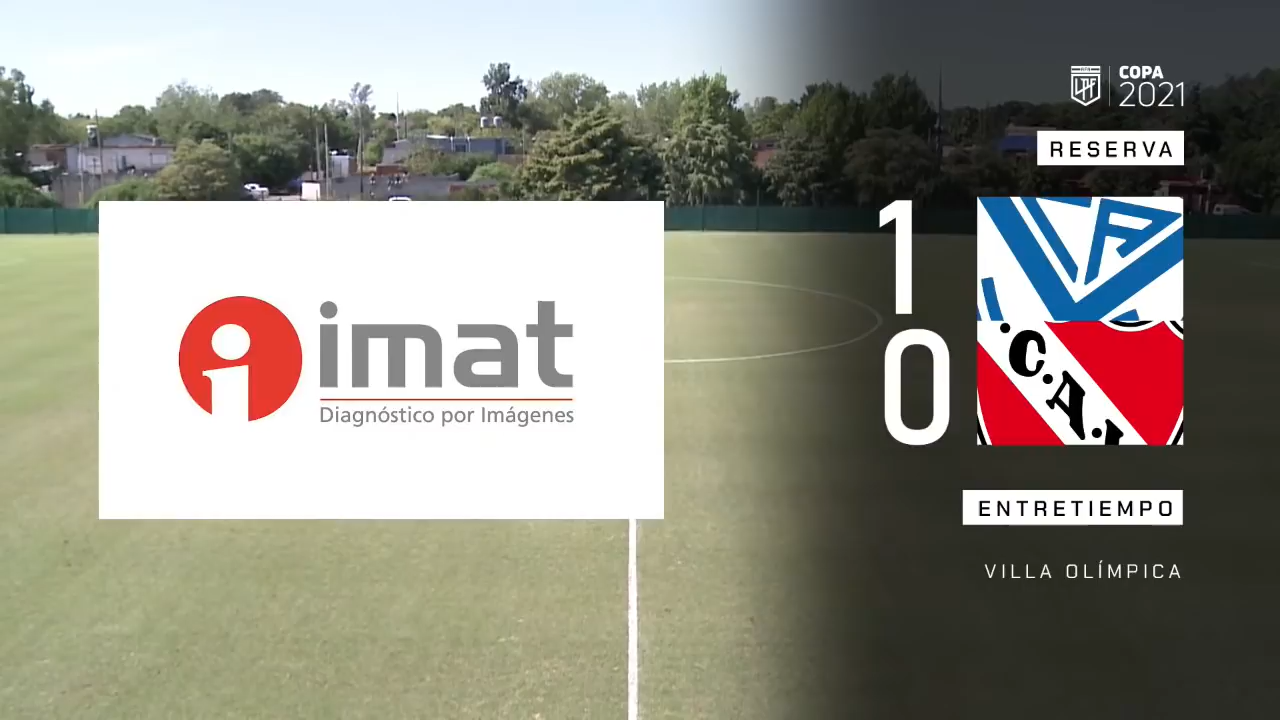 COPA
2021
RESERVA
1
0
C.A.I
imat
Diagnóstico por Imágenes
ENTRETIEMPO
VILLA OLÍMPICA